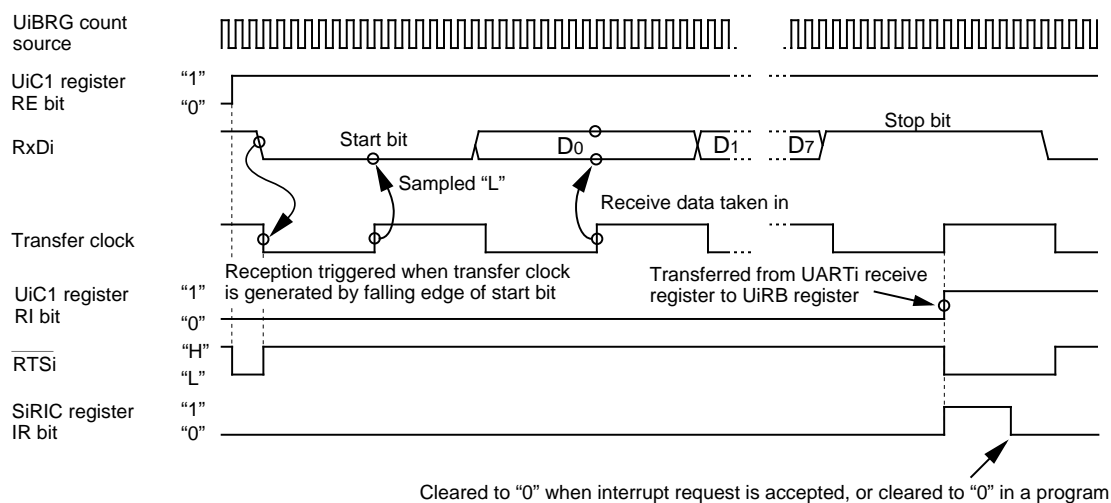 UiBRG count
source
UiC1 register
RE bit
“1”
“0”
RxDi
Start bit
D0
D1
D7
Stop bit
Sampled “L”
Receive data taken in
Transfer clock
Reception triggered when transfer clock
is generated by falling edge of start bit
Transferred from UARTi receive
register to UiRB register
UiC1 register
RI bit
“1”
“0”
RTSi
“H”
“L”
SiRIC register
IR bit
“1”
“0”
Cleared to “0” when interrupt request is accepted, or cleared to “0” in a program